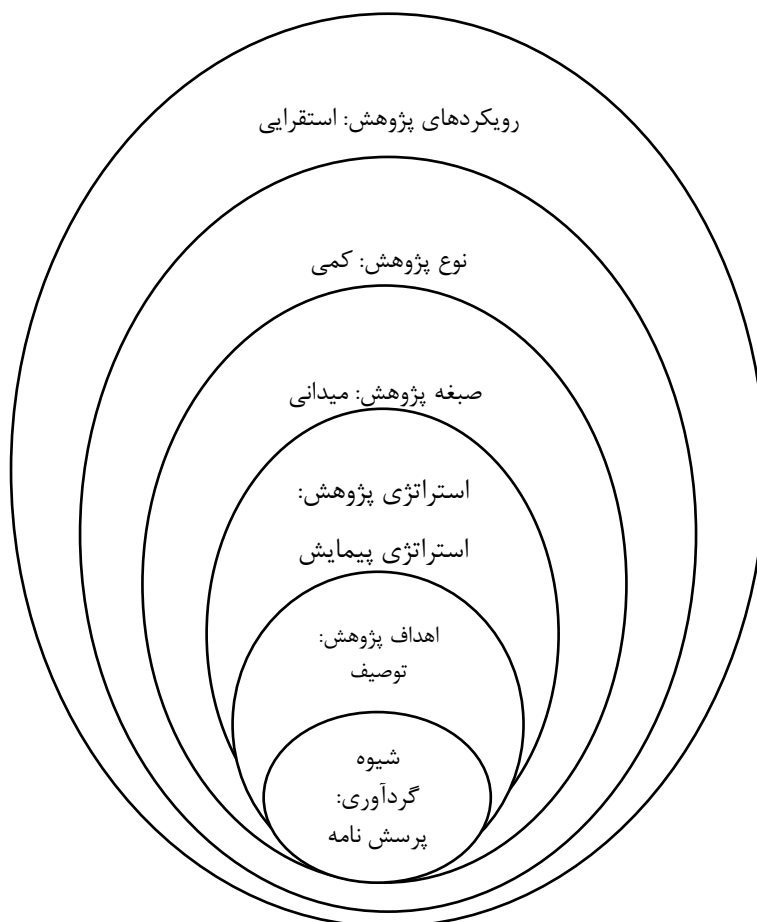 رویکردهای پژوهش: استقرایی
نوع پژوهش: کمی
صبغه پژوهش: میدانی
استراتژی پژوهش:
استراتژی پیمایش
اهداف پژوهش:
توصیف
شیوه
گردآوری:
پرسش نامه